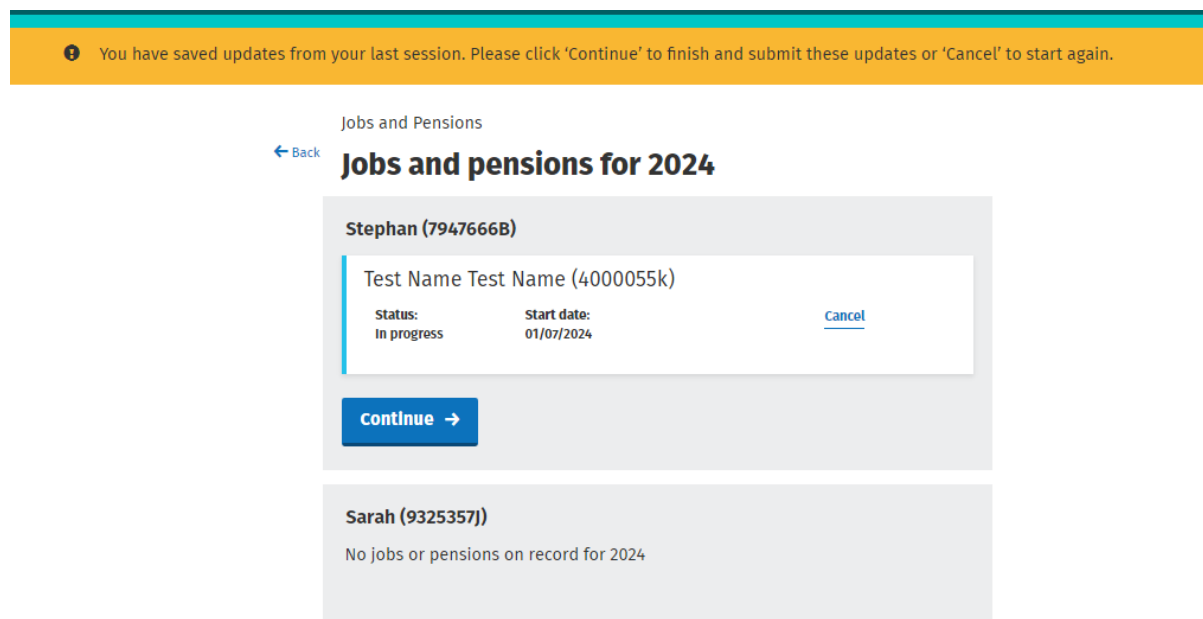 You have saved updates from your last session. Please click ‘Continue’ to finish and submit these updates or ‘Cancel’ to start again.
Jobs and Pensions
Back
Jobs and pensions for 2024
Stephan (7947666B)
Test Name Test Name (4000055k)
Status: Start date: Cancel
In progress 01/07/2024
Continue
Sarah (9325357J)
No jobs or pensions on record for 2024